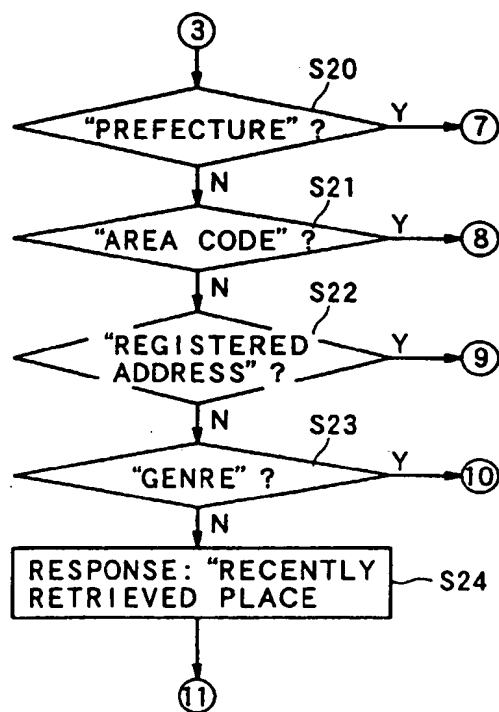 3
S20
"PREFECTURE" ?
Y
7
N
S21
"AREA CODE" ?
Y
8
N
S22
"REGISTERED
ADDRESS" ?
Y
9
N
S23
"GENRE" ?
Y
10
N
RESPONSE: "RECENTLY
RETRIEVED PLACE
S24
11